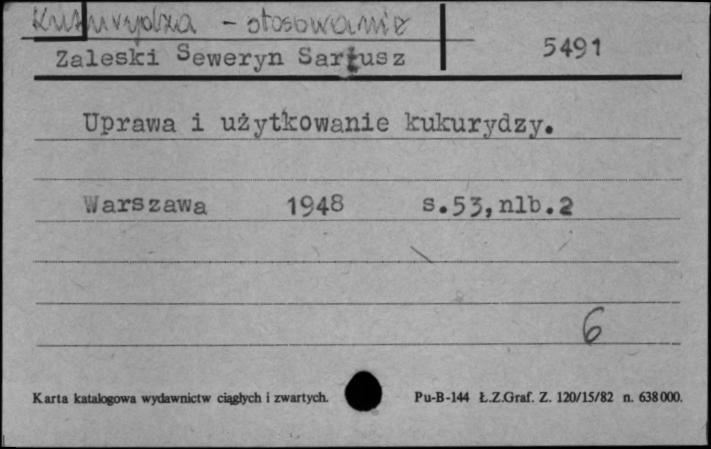 Kukurydza - stosowanie
Zaleski Seweryn Sariusz 5491
Uprawa i użytkowanie kukurydzy.
Warszawa 1948 s.53,nlb.2
6
Karta katalogowa wydawnictw ciągłych i zwartych. Pu-B-144 Ł.Z.Graf. Z. 120/15/82 n. 638000.